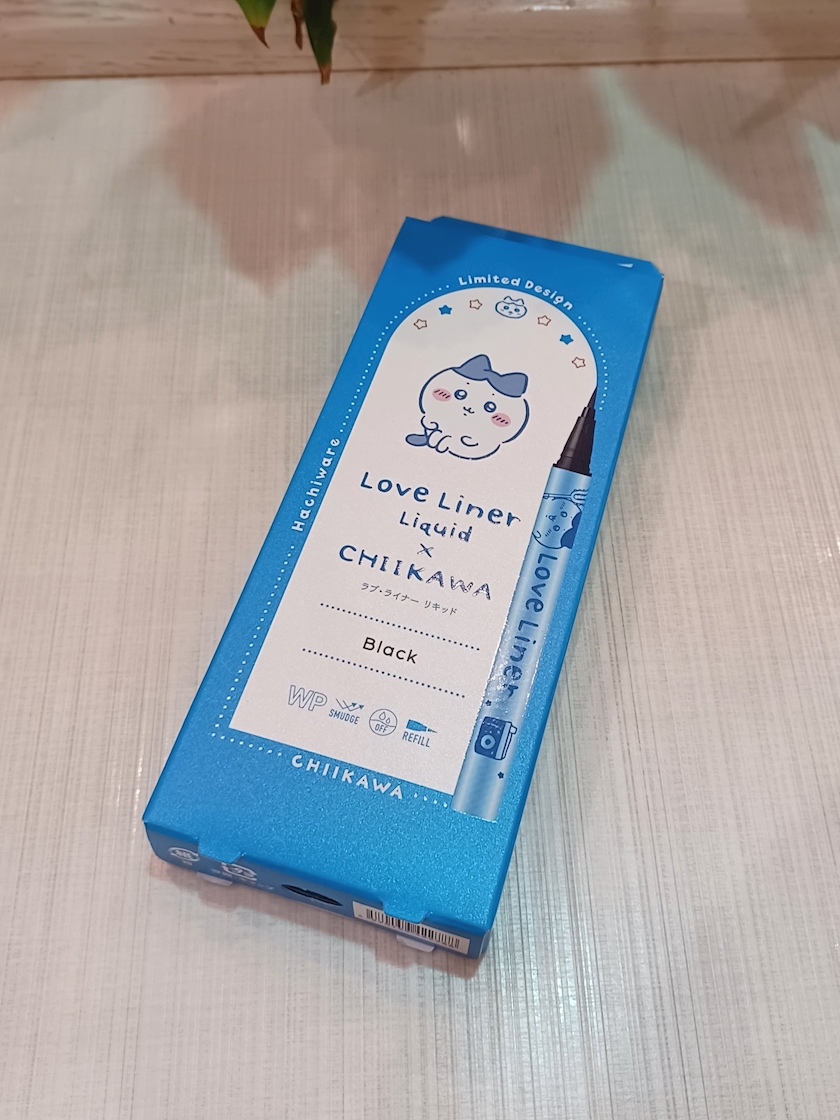 Limited Design
Hachiware
Love Liner
Liquid
×
CHIIKAWA
ラブ・ライナー リキッド
Black
WP
SMUDGE
OFF
REFILL
Love Liner
CHIIKAWA